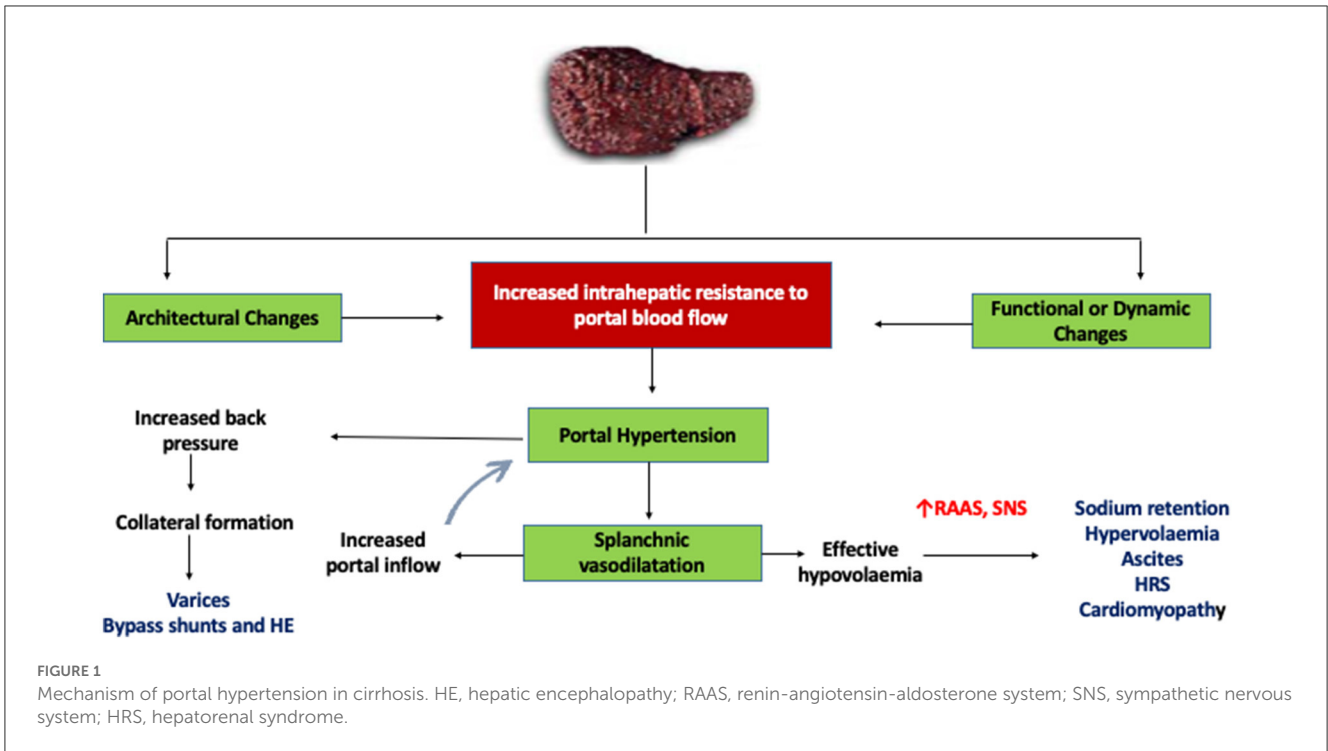 Architectural Changes
Increased intrahepatic resistance to
portal blood flow
Functional or Dynamic
Changes
Increased back
pressure
Portal Hypertension
Collateral formation
Increased
portal inflow
Splanchnic
vasodilatation
Effective
hypovolaemia
↑RAAS, SNS
Sodium retention
Hypervolaemia
Ascites
HRS
Cardiomyopathy
Varices
Bypass shunts and HE
FIGURE 1
Mechanism of portal hypertension in cirrhosis. HE, hepatic encephalopathy; RAAS, renin-angiotensin-aldosterone system; SNS, sympathetic nervous
system; HRS, hepatorenal syndrome.